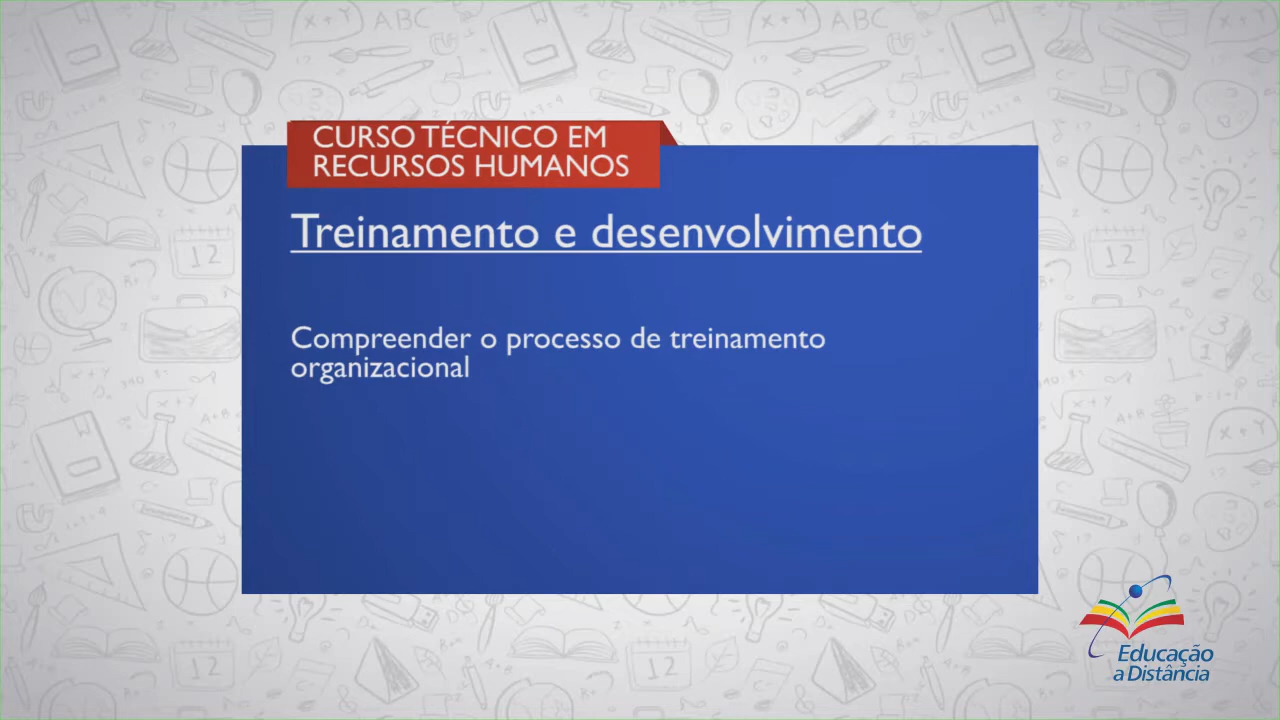 CURSO TÉCNICO EM
RECURSOS HUMANOS
Treinamento e desenvolvimento
Compreender o processo de treinamento
organizacional
Educação
a Distância